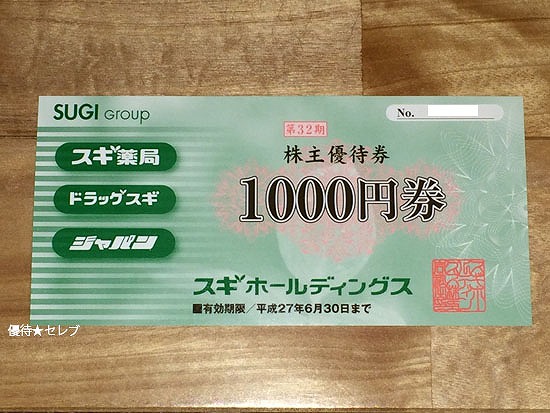 SUGI Group
No.
第32期
スギ薬局
株主優待券
ドラッグスギ
1000円券
ジャパン
スギホールディングス
■有効期限／平成27年6月30日まで
優待★セレブ